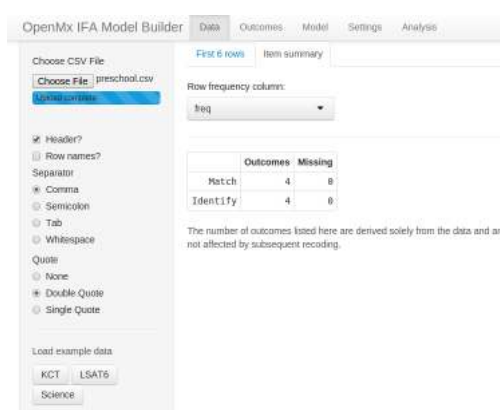 OpenMx IFA Model Builder Data Outcomes Model Settings Analysis
Choose CSV File
Choose File preschool.csv
Upload complete
Header?
Row names?
Separator
Comma
Semicolon
Tab
Whitespace
Quote
None
Double Quote
Single Quote
Load example data
KCT LSAT6
Science
First 6 rows Item summary
Row frequency column:
freq
Outcomes Missing
Match 4 0
Identify 4 0
The number of outcomes listed here are derived solely from the data and
not affected by subsequent recoding.